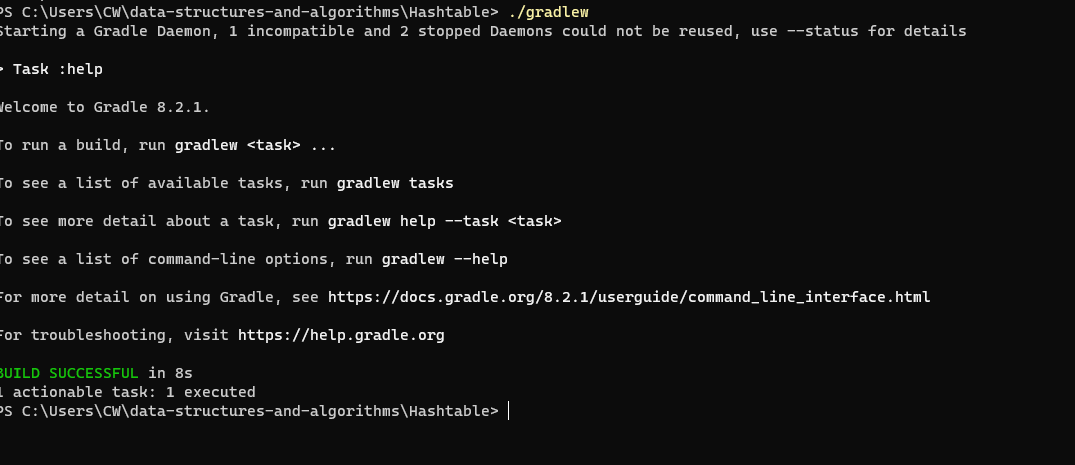 PS C:\Users\CW\data-structures-and-algorithms\Hashtable> ./gradlew
Starting a Gradle Daemon, 1 incompatible and 2 stopped Daemons could not be reused, use --status for details
> Task :help
Welcome to Gradle 8.2.1.
To run a build, run gradlew <task> ...
To see a list of available tasks, run gradlew tasks
To see more detail about a task, run gradlew help --task <task>
To see a list of command-line options, run gradlew --help
For more detail on using Gradle, see https://docs.gradle.org/8.2.1/userguide/command_line_interface.html
For troubleshooting, visit https://help.gradle.org
BUILD SUCCESSFUL in 8s
1 actionable task: 1 executed
PS C:\Users\CW\data-structures-and-algorithms\Hashtable>